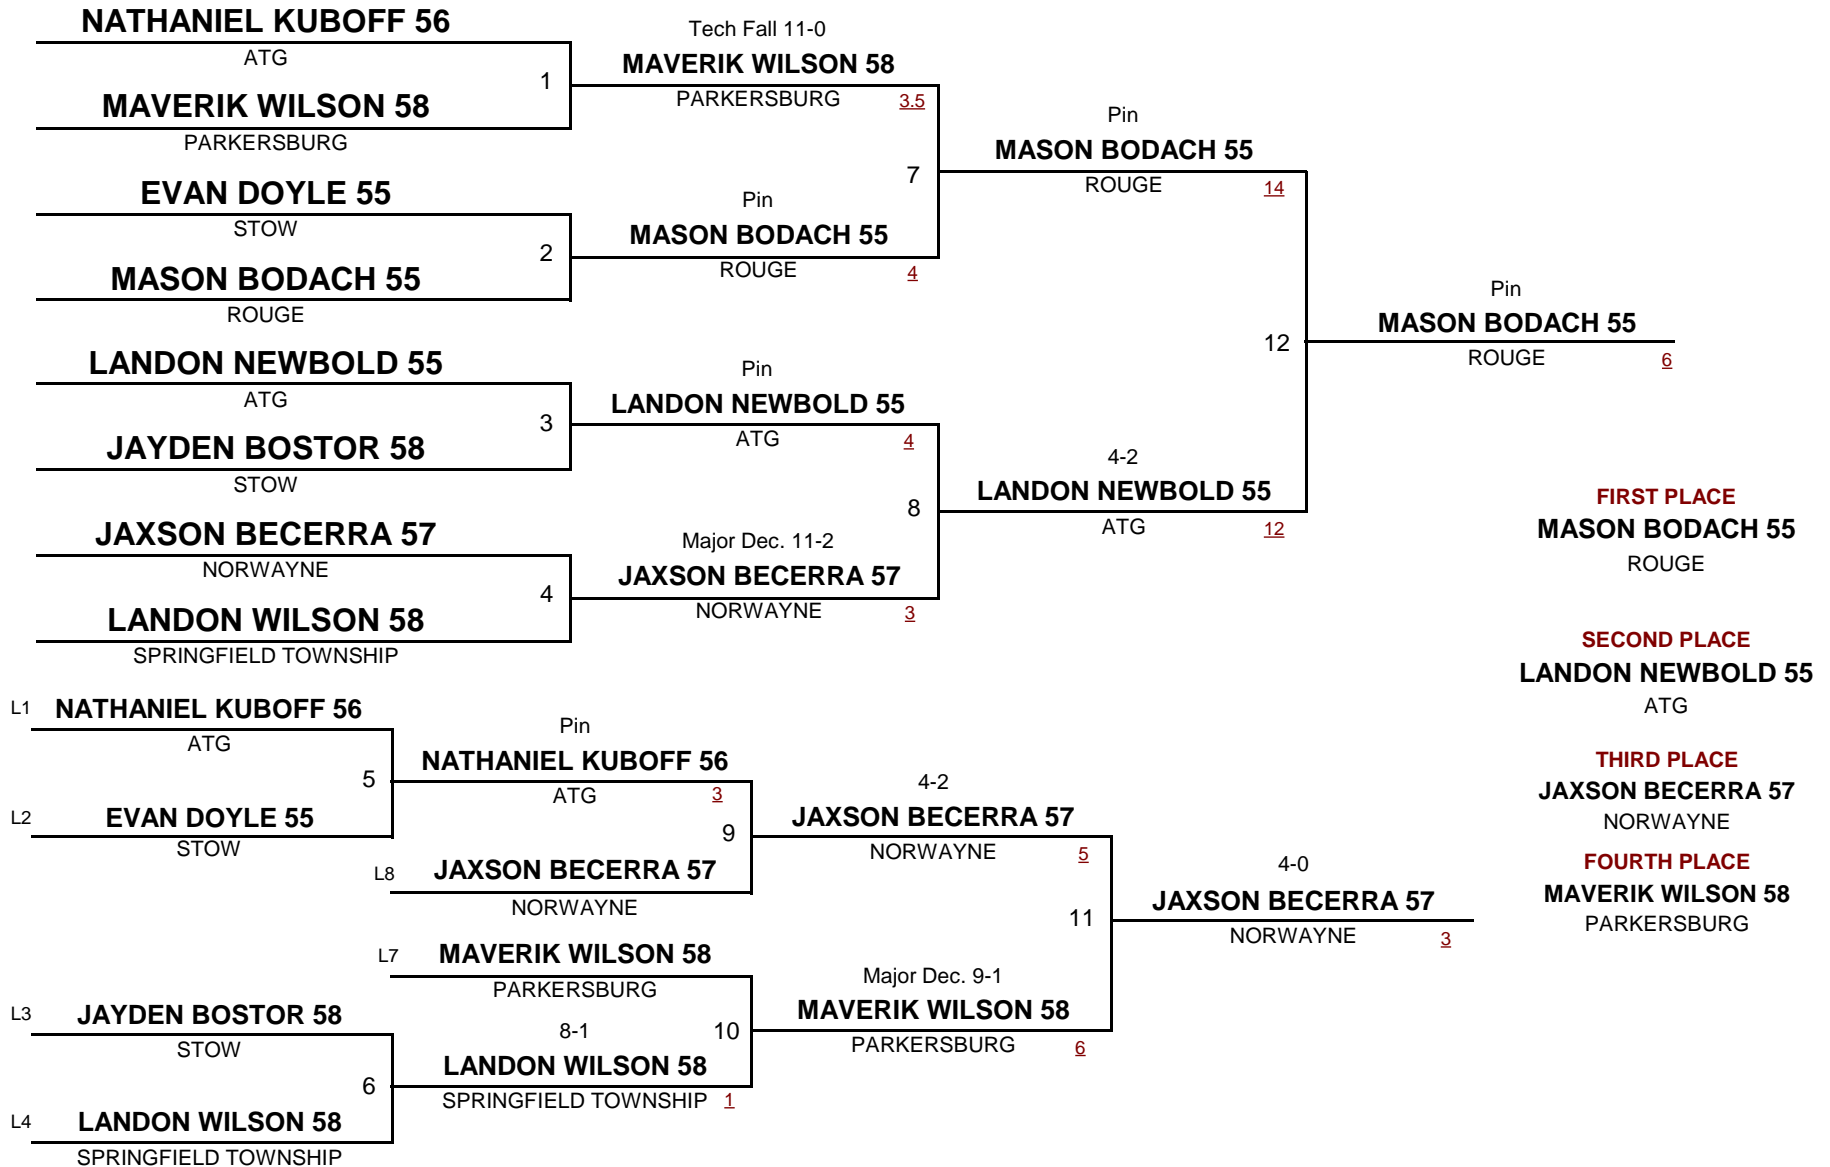 NATHANIEL KUBOFF 56
ATG
1
MAVERIK WILSON 58
PARKERSBURG
Tech Fall 11-0
MAVERIK WILSON 58
PARKERSBURG 3.5
EVAN DOYLE 55
STOW
2
MASON BODACH 55
ROUGE
Pin
MASON BODACH 55
ROUGE 4
7
Pin
MASON BODACH 55
ROUGE 14
LANDON NEWBOLD 55
ATG
3
JAYDEN BOSTOR 58
STOW
Pin
LANDON NEWBOLD 55
ATG 4
JAXSON BECERRA 57
NORWAYNE
4
LANDON WILSON 58
SPRINGFIELD TOWNSHIP
Major Dec. 11-2
JAXSON BECERRA 57
NORWAYNE 3
8
4-2
LANDON NEWBOLD 55
ATG 12
12
Pin
MASON BODACH 55
ROUGE 6
FIRST PLACE
MASON BODACH 55
ROUGE
SECOND PLACE
LANDON NEWBOLD 55
ATG
THIRD PLACE
JAXSON BECERRA 57
NORWAYNE
FOURTH PLACE
MAVERIK WILSON 58
PARKERSBURG
L1 NATHANIEL KUBOFF 56
ATG
5
L2 EVAN DOYLE 55
STOW
Pin
NATHANIEL KUBOFF 56
ATG 3
9
L8 JAXSON BECERRA 57
NORWAYNE
4-2
JAXSON BECERRA 57
NORWAYNE 5
L7 MAVERIK WILSON 58
PARKERSBURG
L3 JAYDEN BOSTOR 58
STOW
6
L4 LANDON WILSON 58
SPRINGFIELD TOWNSHIP
8-1
LANDON WILSON 58
SPRINGFIELD TOWNSHIP 1
10
Major Dec. 9-1
MAVERIK WILSON 58
PARKERSBURG 6
11
4-0
JAXSON BECERRA 57
NORWAYNE 3